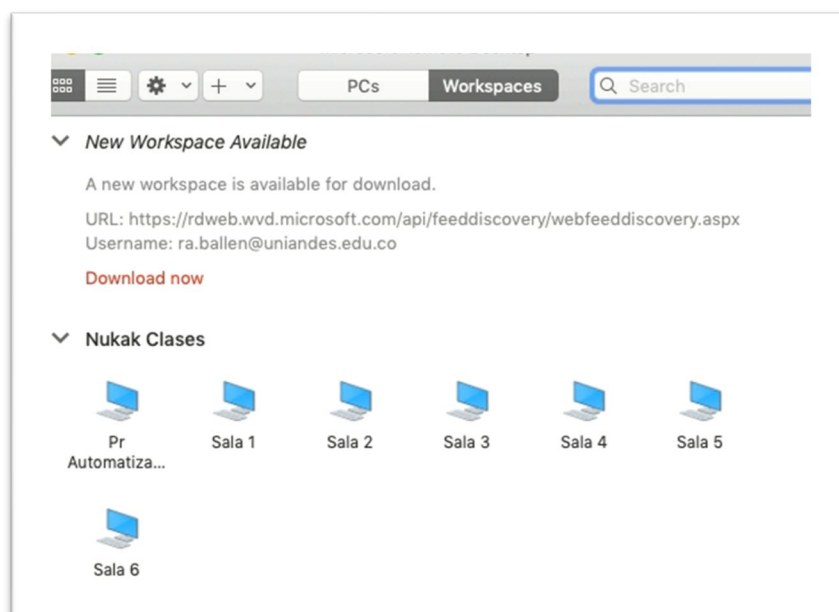 PCs Workspaces Search
New Workspace Available
A new workspace is available for download.
URL: https://rdweb.wvd.microsoft.com/api/feeddiscovery/webfeeddiscovery.aspx
Username: ra.ballen@uniandes.edu.co
Download now
Nukak Clases
Pr
Automatiza...
Sala 1
Sala 2
Sala 3
Sala 4
Sala 5
Sala 6